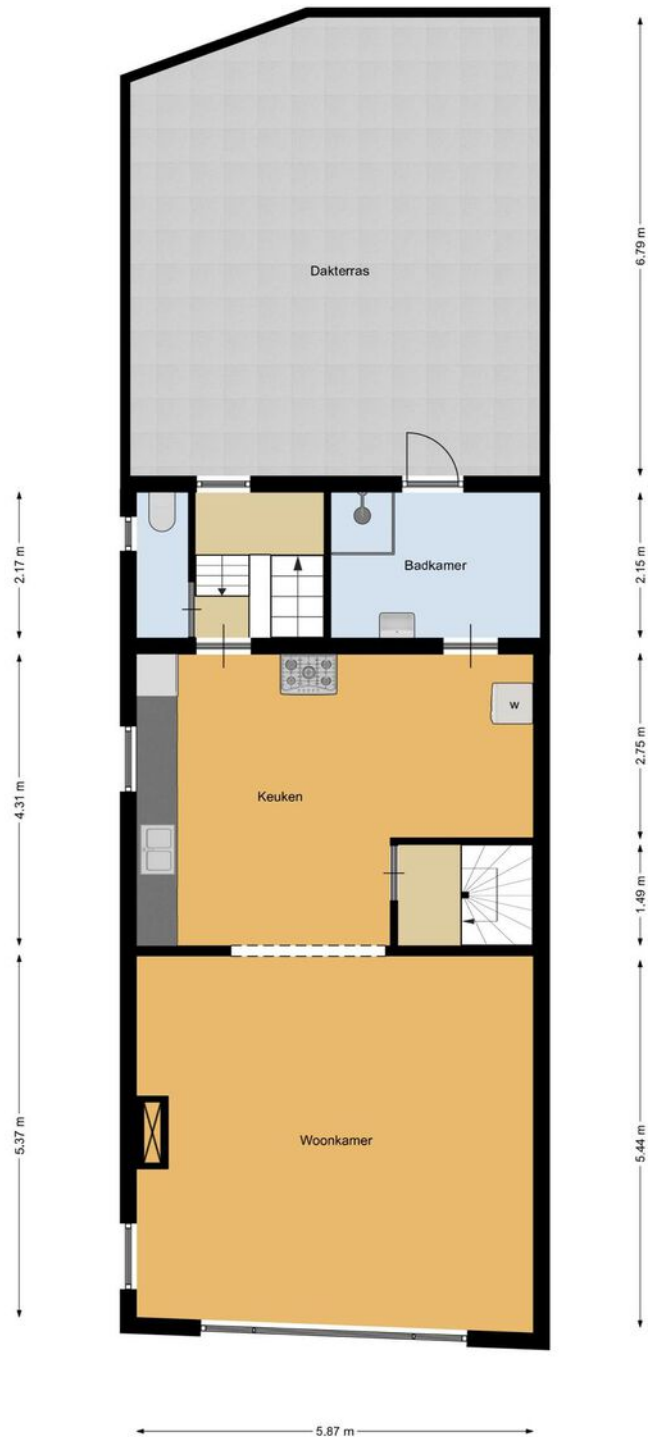 6.79 m
Dakterras
2.17 m
Badkamer
2.15 m
W
4.31 m
Keuken
2.75 m
1.49 m
5.37 m
Woonkamer
5.44 m
5.87 m